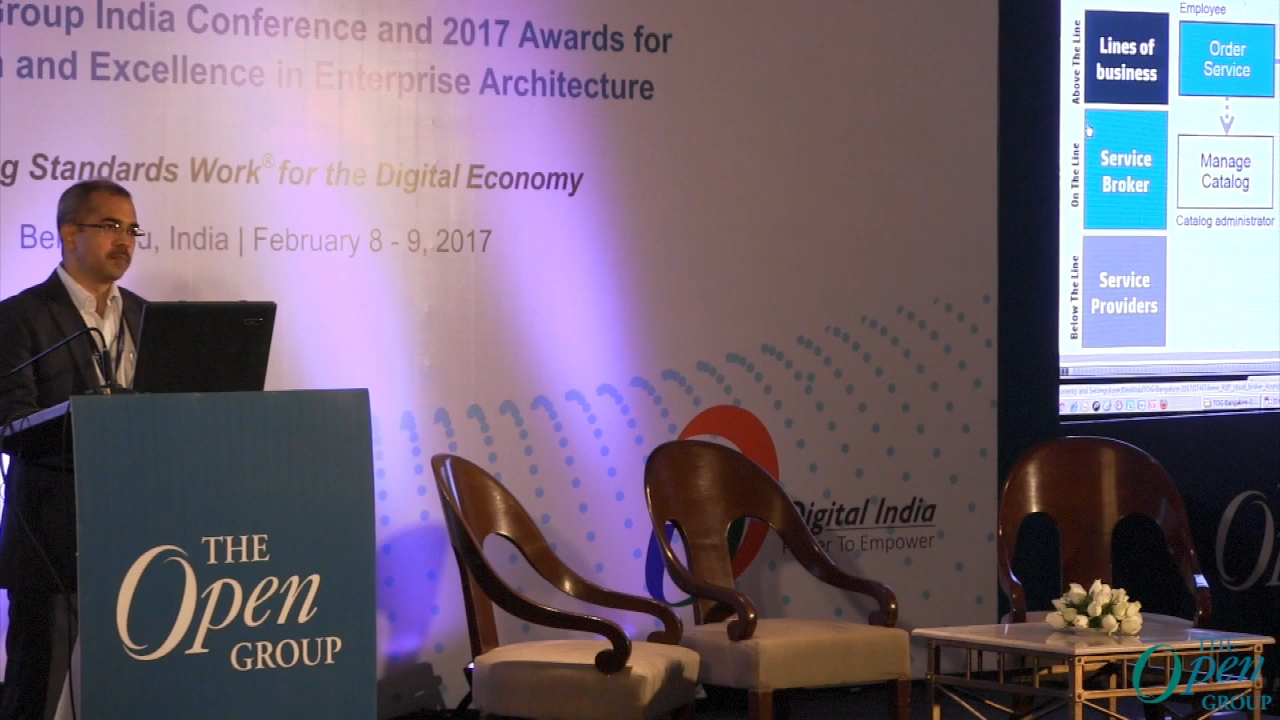 Group India Conference and 2017 Awards for
and Excellence in Enterprise Architecture
Standards Work® for the Digital Economy
India | February 8 - 9, 2017
THE
Open
GROUP
Digital India
To Empower
Employee
Above The Line
Lines of
business
Order
Service
On The Line
Service
Broker
Manage
Catalog
Catalog administrator
Below The Line
Service
Providers
THE
Open
GROUP